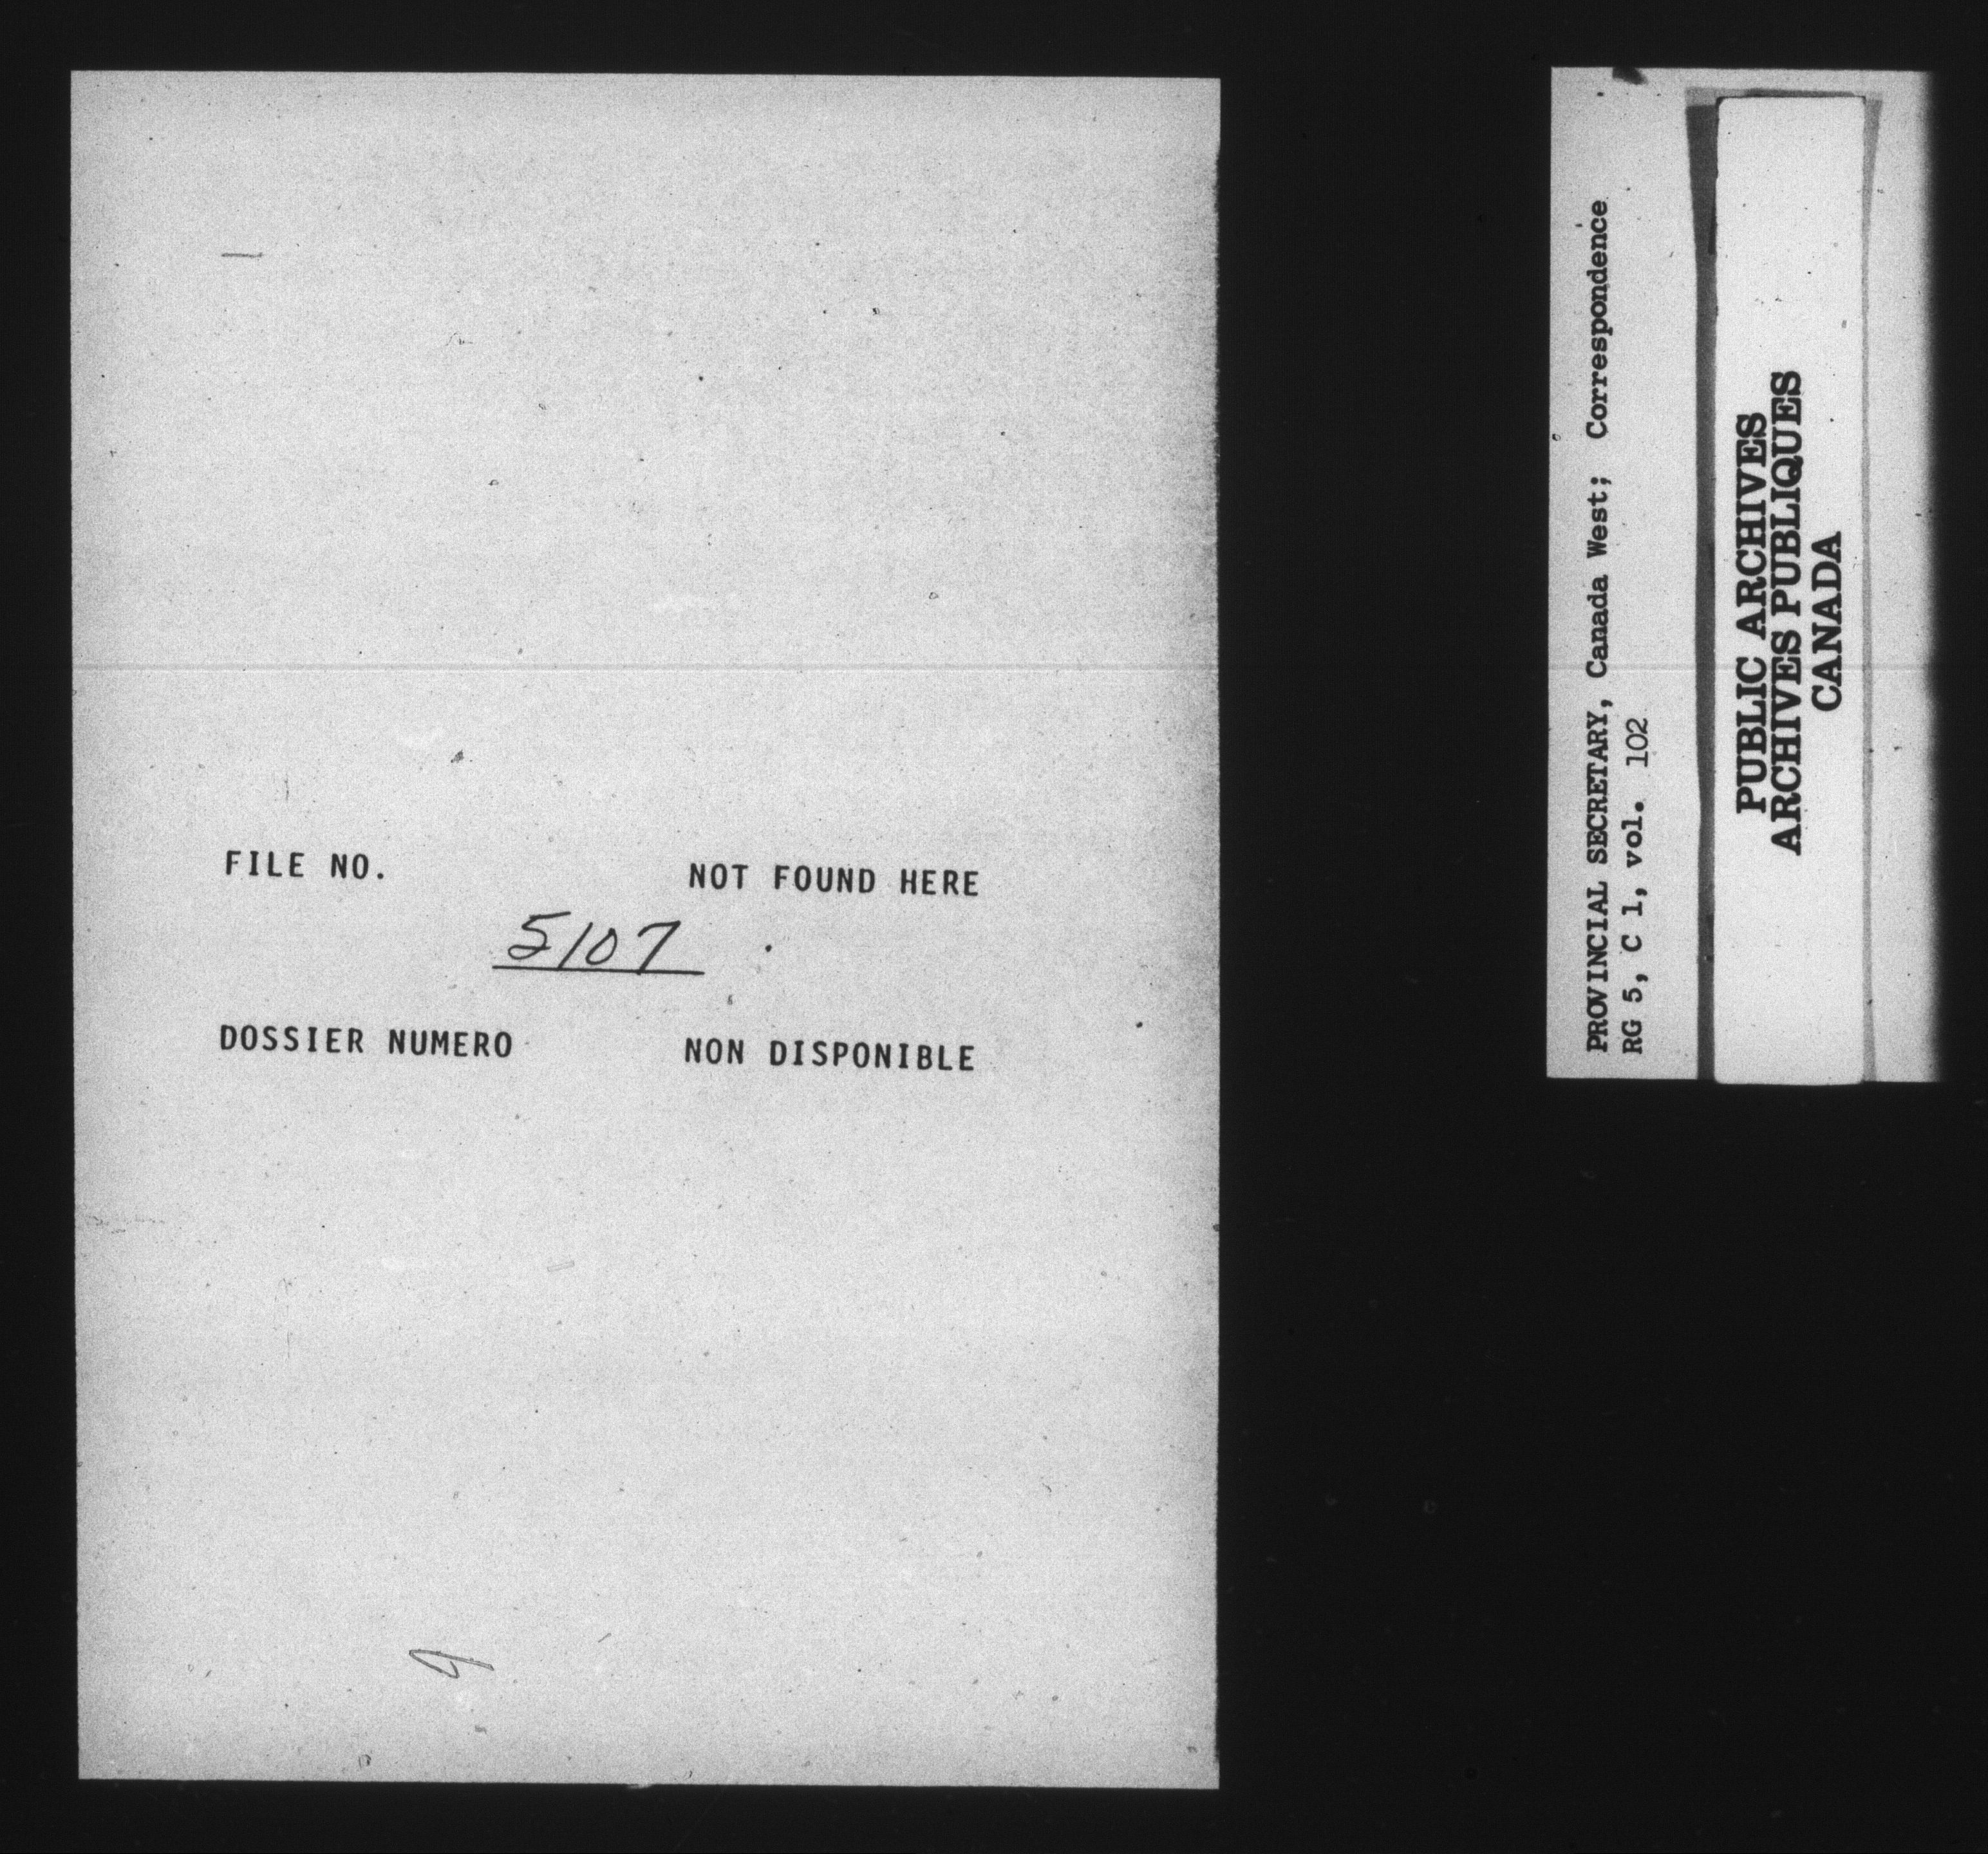 FILE NO. NOT FOUND HERE
5107
DOSSIER NUMERO NON DISPONIBLE
PROVINCIAL SECRETARY, Canada West; Correspondence
RG 5, C 1, vol. 102
PUBLIC ARCHIVES
ARCHIVES PUBLIQUES
CANADA